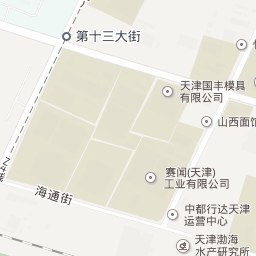 第十三大街
天津国丰模具
有限公司
山西面馆
赛闻(天津)
工业有限公司
海通街
中都行达天津
运营中心
天津渤海
水产研究所